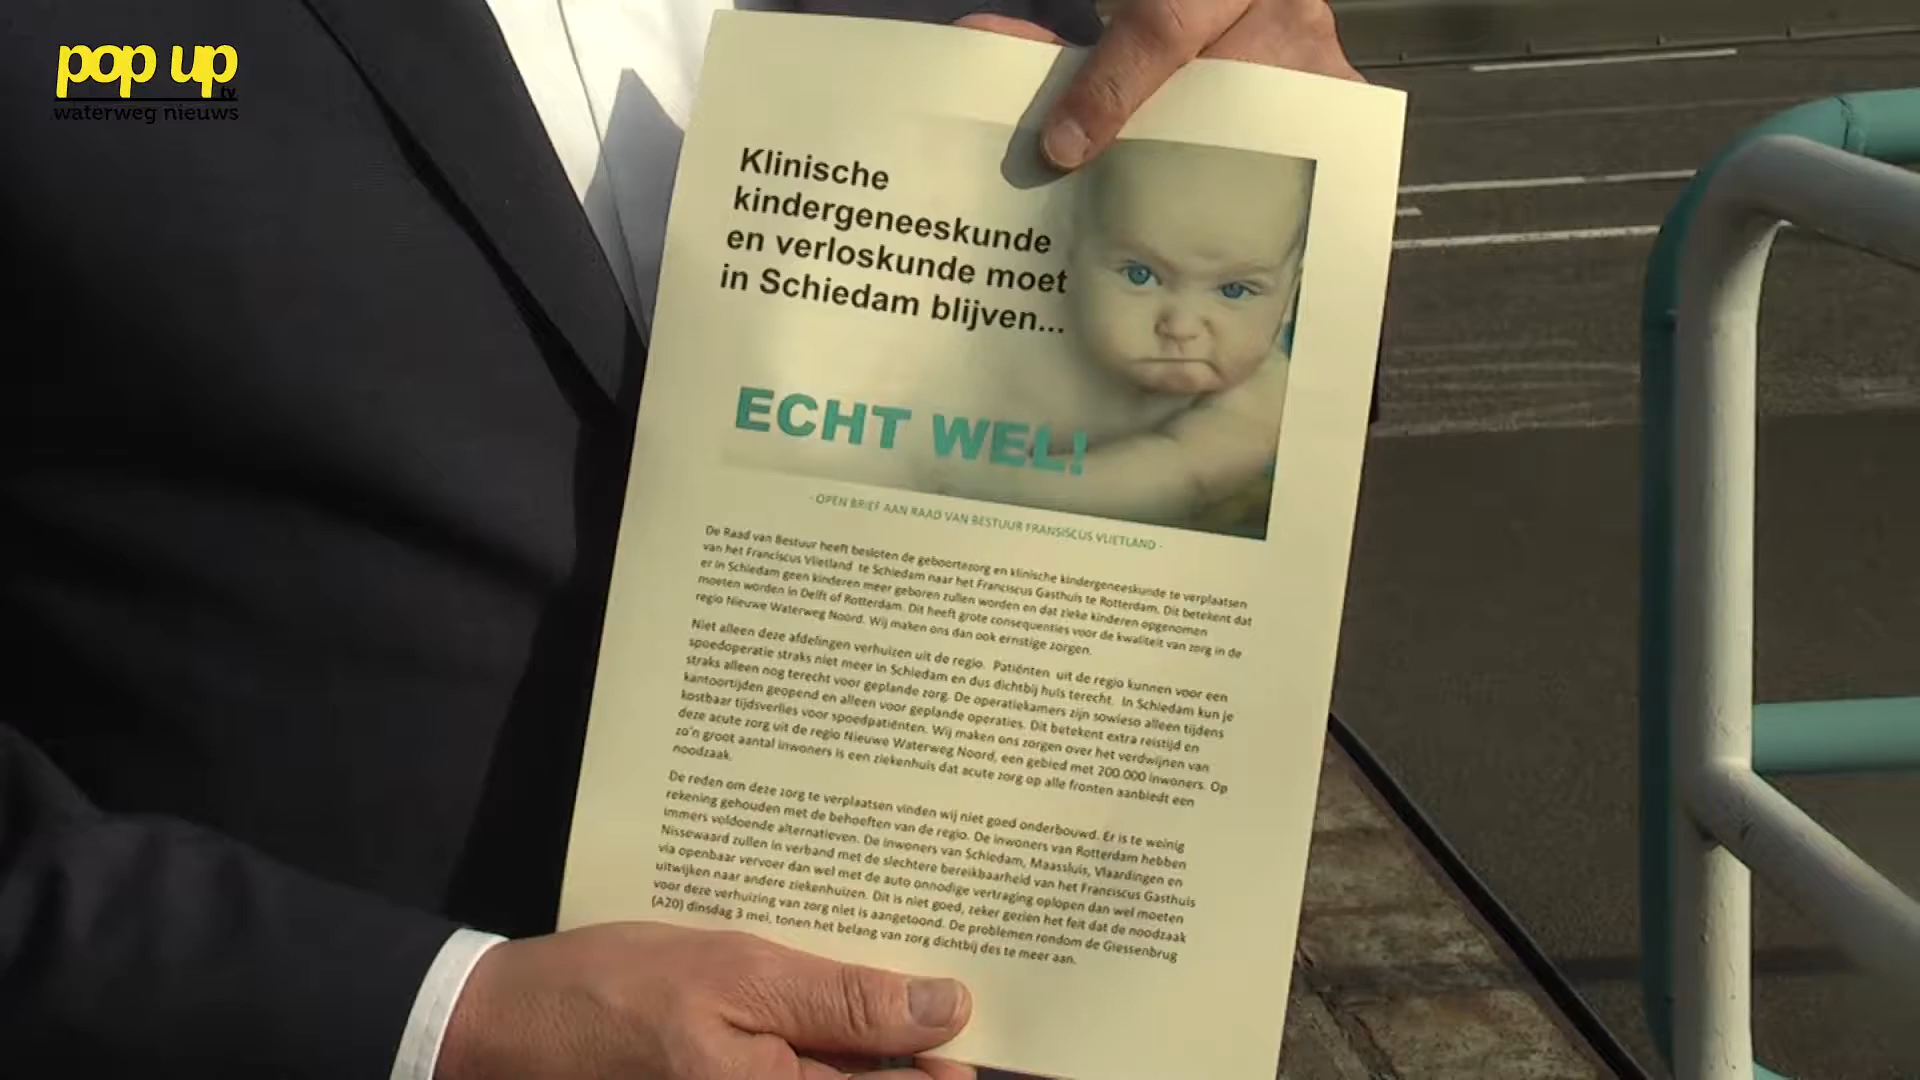 pop up
tv
waterweg nieuws
Klinische
kindergeneeskunde
en verloskunde moet
in Schiedam blijven...
ECHT WEL!
- OPEN BRIEF AAN RAAD VAN BESTUUR FRANSISCUS VLIETLAND -
De Raad van Bestuur heeft besloten de geboortezorg en klinische kindergeneeskunde te verplaatsen
van het Franciscus Vlietland te Schiedam naar het Franciscus Gasthuis te Rotterdam. Dit betekent dat
er in Schiedam geen kinderen meer geboren zullen worden en dat zieke kinderen opgenomen
moeten worden in Delft of Rotterdam. Dit heeft grote consequenties voor de kwaliteit van zorg in de
regio Nieuwe Waterweg Noord. Wij maken ons dan ook ernstige zorgen.
Niet alleen deze afdelingen verhuizen uit de regio. Patiënten uit de regio kunnen voor een
spoedoperatie straks niet meer in Schiedam en dus dichtbij huis terecht. In Schiedam kun je
straks alleen nog terecht voor geplande zorg. De operatiekamers zijn sowieso alleen tijdens
kantoortijden geopend en alleen voor geplande operaties. Dit betekent extra reistijd en
kostbaar tijdsverlies voor spoedpatiënten. Wij maken ons zorgen over het verdwijnen van
deze acute zorg uit de regio Nieuwe Waterweg Noord, een gebied met 200.000 inwoners. Op
zo'n groot aantal inwoners is een ziekenhuis dat acute zorg op alle fronten aanbiedt een
noodzaak.
De reden om deze zorg te verplaatsen vinden wij niet goed onderbouwd. Er is te weinig
rekening gehouden met de behoeften van de regio. De inwoners van Rotterdam hebben
immers voldoende alternatieven. De inwoners van Schiedam, Maassluis, Vlaardingen en
Nissewaard zullen in verband met de slechtere bereikbaarheid van het Franciscus Gasthuis
via openbaar vervoer dan wel met de auto onnodige vertraging oplopen dan wel moeten
uitwijken naar andere ziekenhuizen. Dit is niet goed, zeker gezien het feit dat de noodzaak
voor deze verhuizing van zorg niet is aangetoond. De problemen rondom de Giessenbrug
(A20) dinsdag 3 mei, tonen het belang van zorg dichtbij des te meer aan.